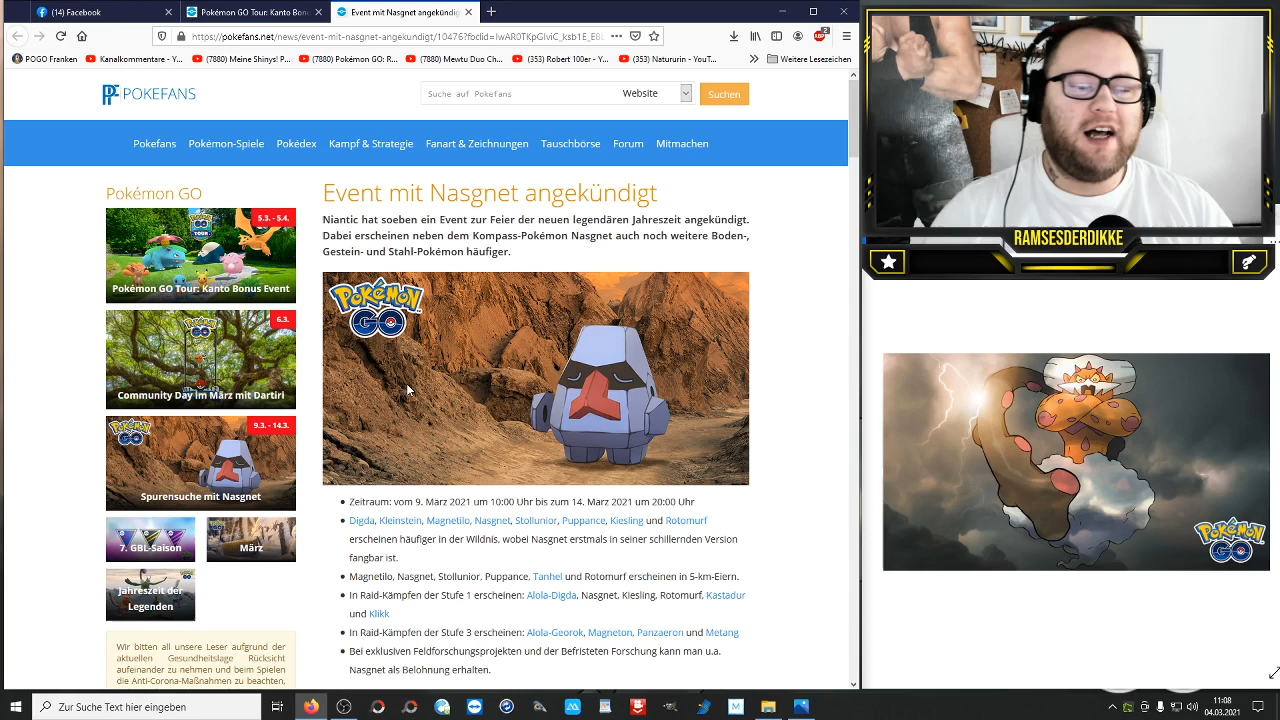 (14) Facebook
Pokémon GO Tour: Kanto Bonu
Event mit Nasgnet angekündigt
https://pokefans.net/news/event-mit-nasgnet-angekundigt/10476?fbclid=IwAR0TKpGlviC_ksb1E_E8L
POGO Franken
Kanalkommentare - Y...
(7880) Meine Shinys! P...
(7880) Pokémon GO: R...
(7880) Mewtu Duo Ch...
(353) Robert 100er - Y...
(353) Natururin - YouT...
Weitere Lesezeichen
POKEFANS
Suche auf Pokefans
Website
Suchen
Pokefans
Pokémon-Spiele
Pokédex
Kampf & Strategie
Fanart & Zeichnungen
Tauschbörse
Forum
Mitmachen
Pokémon GO
5.3. - 5.4.
Pokémon GO Tour: Kanto Bonus Event
6.3.
Community Day im März mit Dartiri
9.3. - 14.3.
Spurensuche mit Nasgnet
7. GBL-Saison
März
Jahreszeit der
Legenden
Wir bitten all unsere Leser aufgrund der
aktuellen Gesundheitslage Rücksicht
aufeinander zu nehmen und beim Spielen
die Anti-Corona-Maßnahmen zu beachten,
Event mit Nasgnet angekündigt
Niantic hat soeben ein Event zur Feier der neuen legendären Jahreszeit angekündigt.
Dabei erscheinen neben dem Kompass-Pokémon Nasgnet auch noch weitere Boden-,
Gestein- und Stahl-Pokémon häufiger.
POKÉMON
GO
Zeitraum: vom 9. März 2021 um 10:00 Uhr bis zum 14. März 2021 um 20:00 Uhr
Digda, Kleinstein, Magnetilo, Nasgnet, Stollunior, Puppance, Kiesling und Rotomurf
erscheinen häufiger in der Wildnis, wobei Nasgnet erstmals in seiner schillernden Version
fangbar ist.
Magnetilo, Nasgnet, Stollunior, Puppance, Tanhel und Rotomurf erscheinen in 5-km-Eiern.
In Raid-Kämpfen der Stufe 1 erscheinen: Alola-Digda, Nasgnet, Kiesling, Rotomurf, Kastadur
und Klikk
In Raid-Kämpfen der Stufe 3 erscheinen: Alola-Georok, Magneton, Panzaeron und Metang
Bei exklusiven Feldforschungsprojekten und der Befristeten Forschung kann man u.a.
Nasgnet als Belohnung erhalten.
RAMSESDERDIKKE
POKÉMON
GO
Zur Suche Text hier eingeben
11:08
04.03.2021